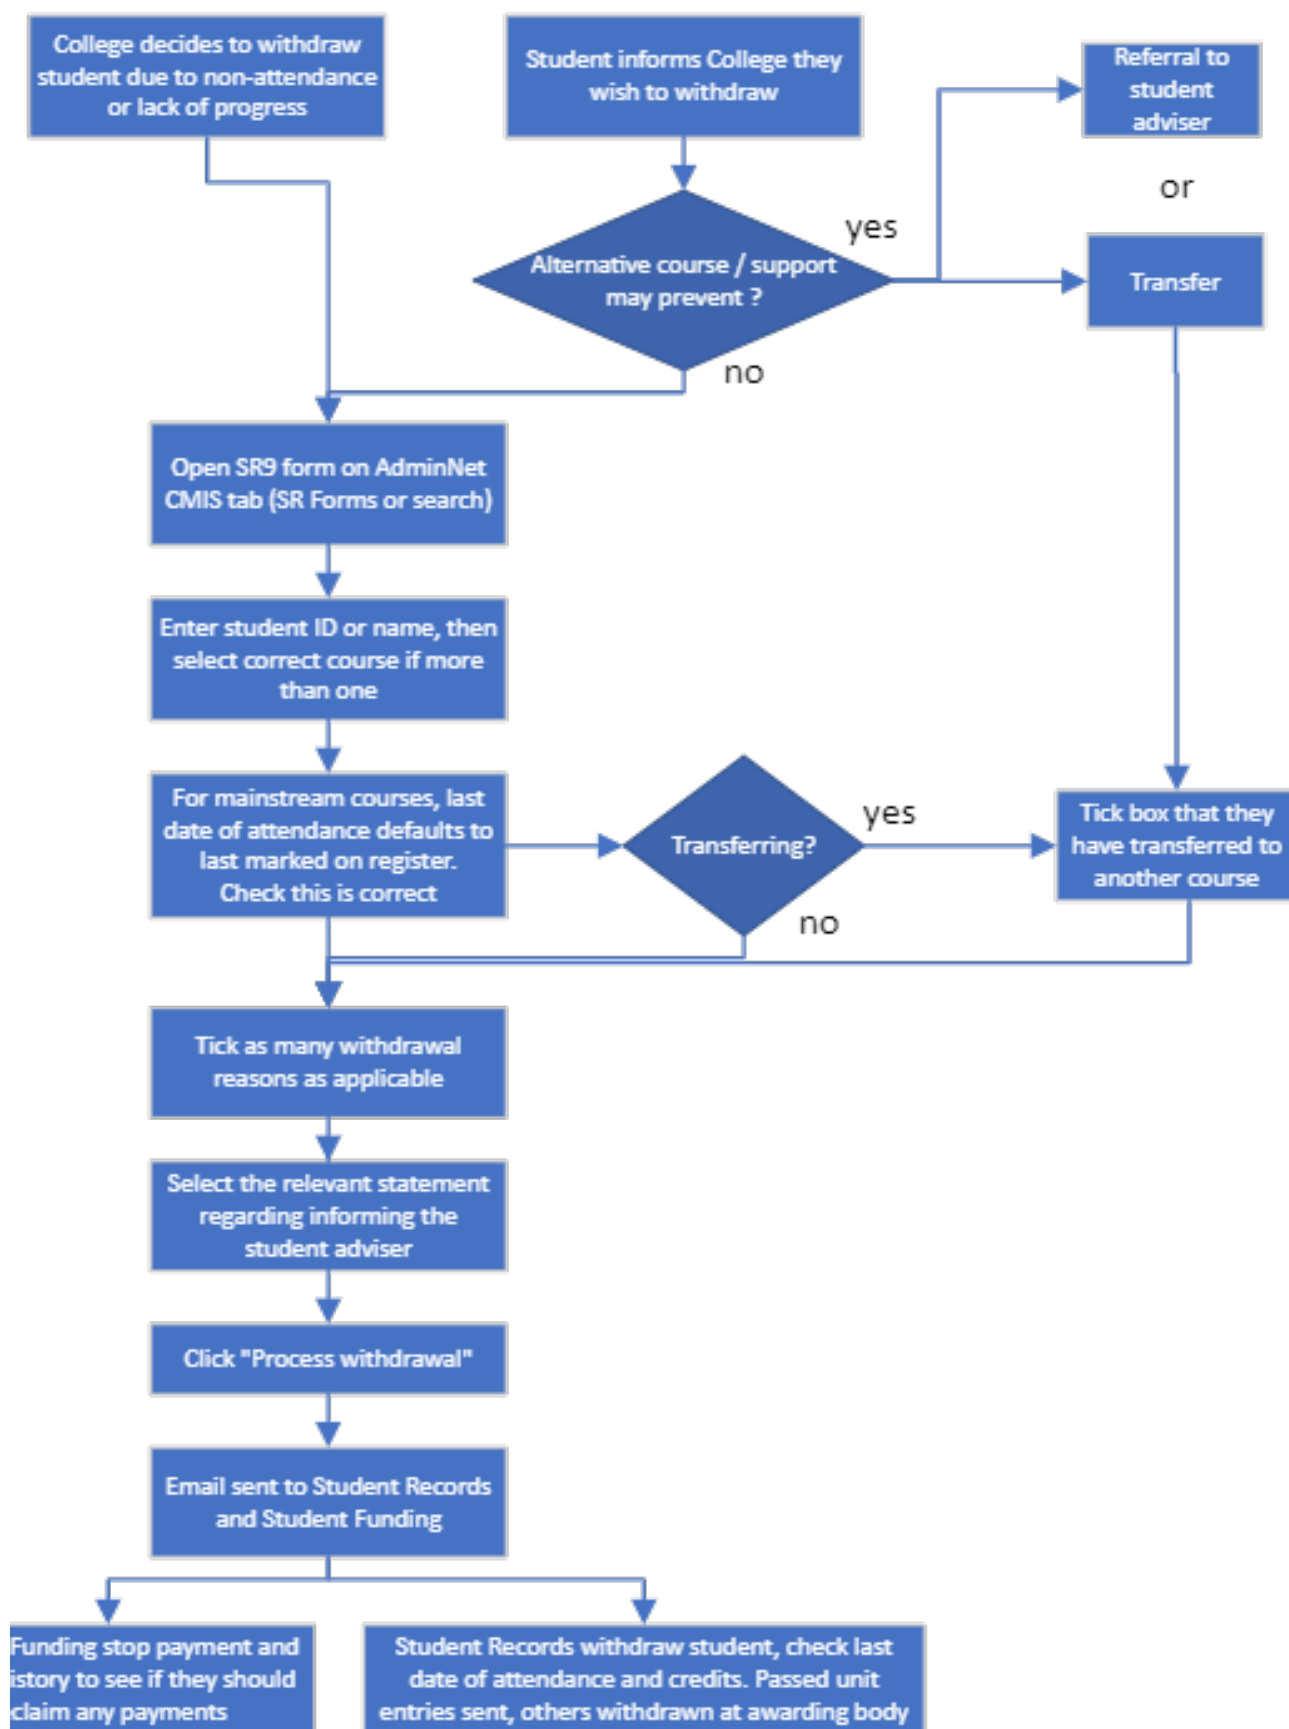 College decides to withdraw
student due to non-attendance
or lack of progress
Student informs College they
wish to withdraw
Referral to
student
adviser
or
yes
Alternative course / support
may prevent ?
Transfer
no
Open SR9 form on AdminNet
CMIS tab (SR Forms or search)
Enter student ID or name, then
select correct course if more
than one
For mainstream courses, last
date of attendance defaults to
last marked on register.
Check this is correct
Transferring?
yes
Tick box that they
have transferred to
another course
no
Tick as many withdrawal
reasons as applicable
Select the relevant statement
regarding informing the
student adviser
Click "Process withdrawal"
Email sent to Student Records
and Student Funding
Funding stop payment and
istory to see if they should
claim any payments
Student Records withdraw student, check last
date of attendance and credits. Passed unit
entries sent, others withdrawn at awarding body